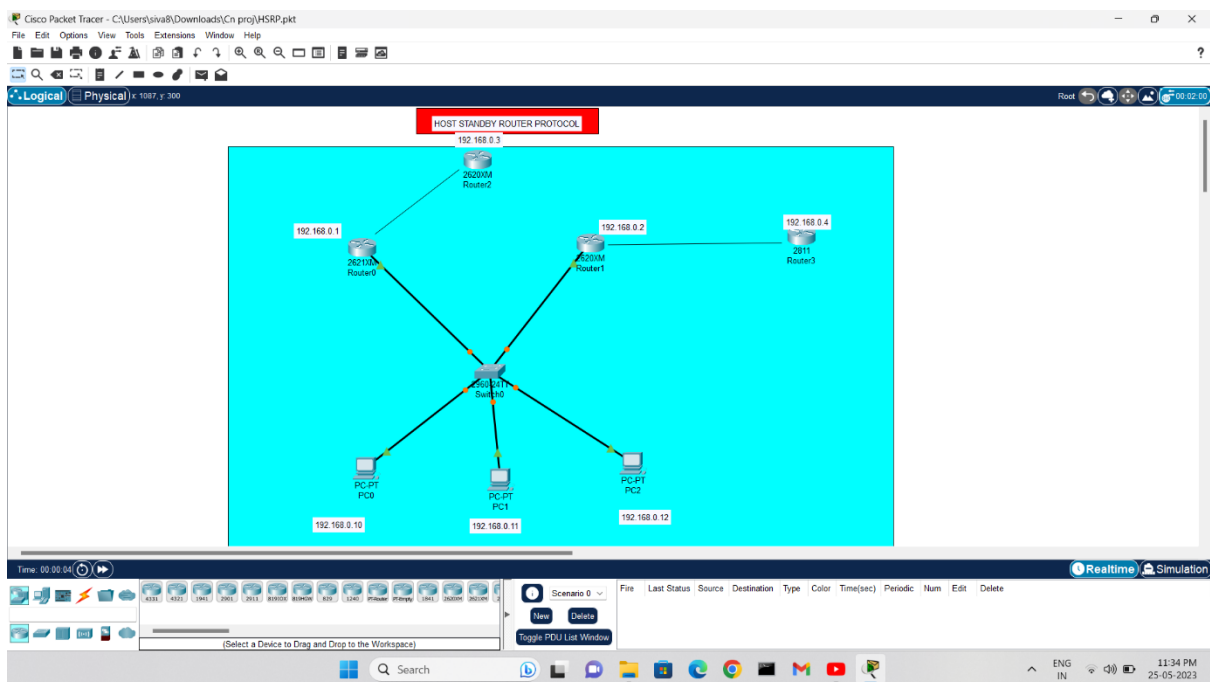 Cisco Packet Tracer - C:\Users\siva8\Downloads\Cn proj\HSRP.pkt
File Edit Options View Tools Extensions Window Help
?
Logical Physical x: 1087, y: 300 Root 00:02:00
HOST STANDBY ROUTER PROTOCOL
192.168.0.3
2620XM
Router2
192.168.0.1
2621XM
Router0
192.168.0.2
2620XM
Router1
192.168.0.4
2811
Router3
2960-24TT
Switch0
PC-PT
PC0
PC-PT
PC1
PC-PT
PC2
192.168.0.10
192.168.0.11
192.168.0.12
Time: 00:00:04 Realtime Simulation
4331 4321 1941 2901 2911 819IOX 819HGW 829 1240 PT-Router PT-Empty 1841 2620XM 2621XM
(Select a Device to Drag and Drop to the Workspace)
Scenario 0
New Delete
Toggle PDU List Window
Fire Last Status Source Destination Type Color Time(sec) Periodic Num Edit Delete
Search
ENG
IN
11:34 PM
25-05-2023